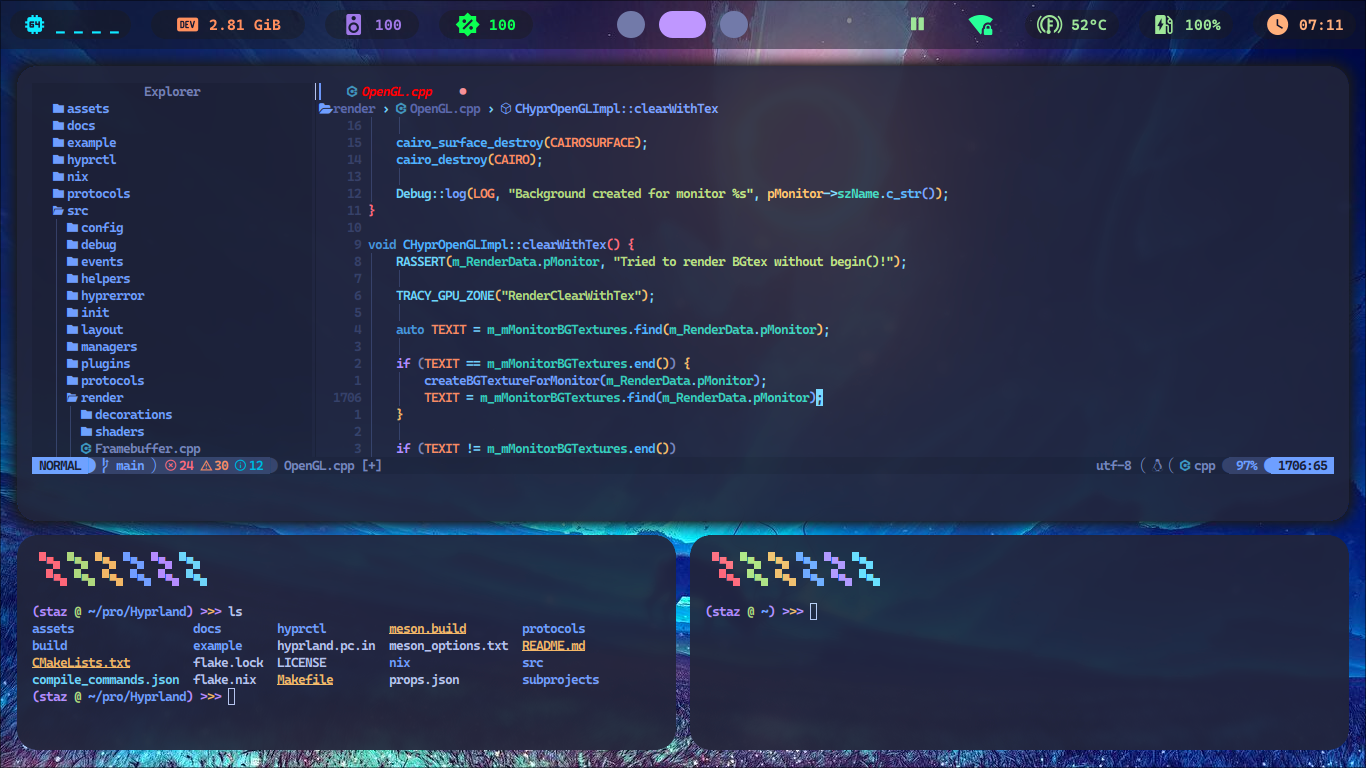 64 DEV 2.81 GiB 100 100 52°C 100% 07:11
Explorer
assets
docs
example
hyprctl
nix
protocols
src
config
debug
events
helpers
hyprerror
init
layout
managers
plugins
protocols
render
decorations
shaders
Framebuffer.cpp
OpenGL.cpp
render › OpenGL.cpp › CHyprOpenGLImpl::clearWithTex
16
15 cairo_surface_destroy(CAIROSURFACE);
14 cairo_destroy(CAIRO);
13
12 Debug::log(LOG, "Background created for monitor %s", pMonitor->szName.c_str());
11 }
10
9 void CHyprOpenGLImpl::clearWithTex() {
8 RASSERT(m_RenderData.pMonitor, "Tried to render BGtex without begin()!");
7
6 TRACY_GPU_ZONE("RenderClearWithTex");
5
4 auto TEXIT = m_mMonitorBGTextures.find(m_RenderData.pMonitor);
3
2 if (TEXIT == m_mMonitorBGTextures.end()) {
1 createBGTextureForMonitor(m_RenderData.pMonitor);
1706 TEXIT = m_mMonitorBGTextures.find(m_RenderData.pMonitor);
1 }
2
3 if (TEXIT != m_mMonitorBGTextures.end())
NORMAL main 24 30 12 OpenGL.cpp [+] utf-8 cpp 97% 1706:65
(staz @ ~/pro/Hyprland) >>> ls
assets docs hyprctl meson.build protocols
build example hyprland.pc.in meson_options.txt README.md
CMakeLists.txt flake.lock LICENSE nix src
compile_commands.json flake.nix Makefile props.json subprojects
(staz @ ~/pro/Hyprland) >>>
(staz @ ~) >>>